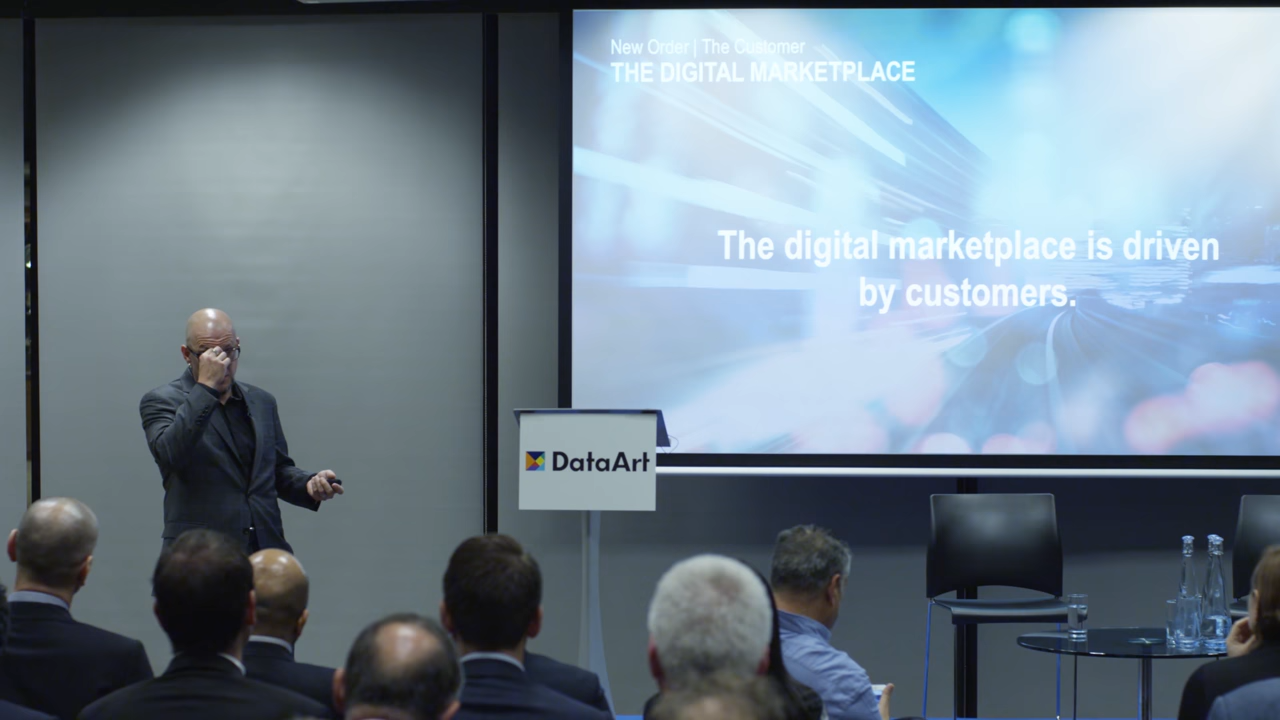 New Order | The Customer
THE DIGITAL MARKETPLACE
The digital marketplace is driven
by customers.
DataArt